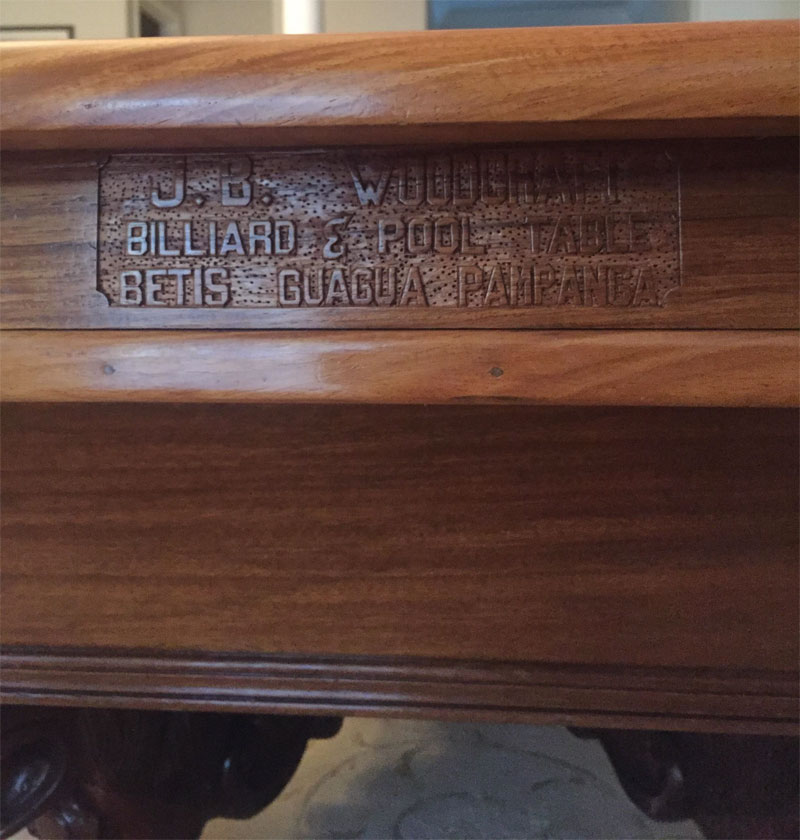 J.B. WOODCRAFT
BILLIARD & POOL TABLE
BETIS GUAGUA PAMPANGA